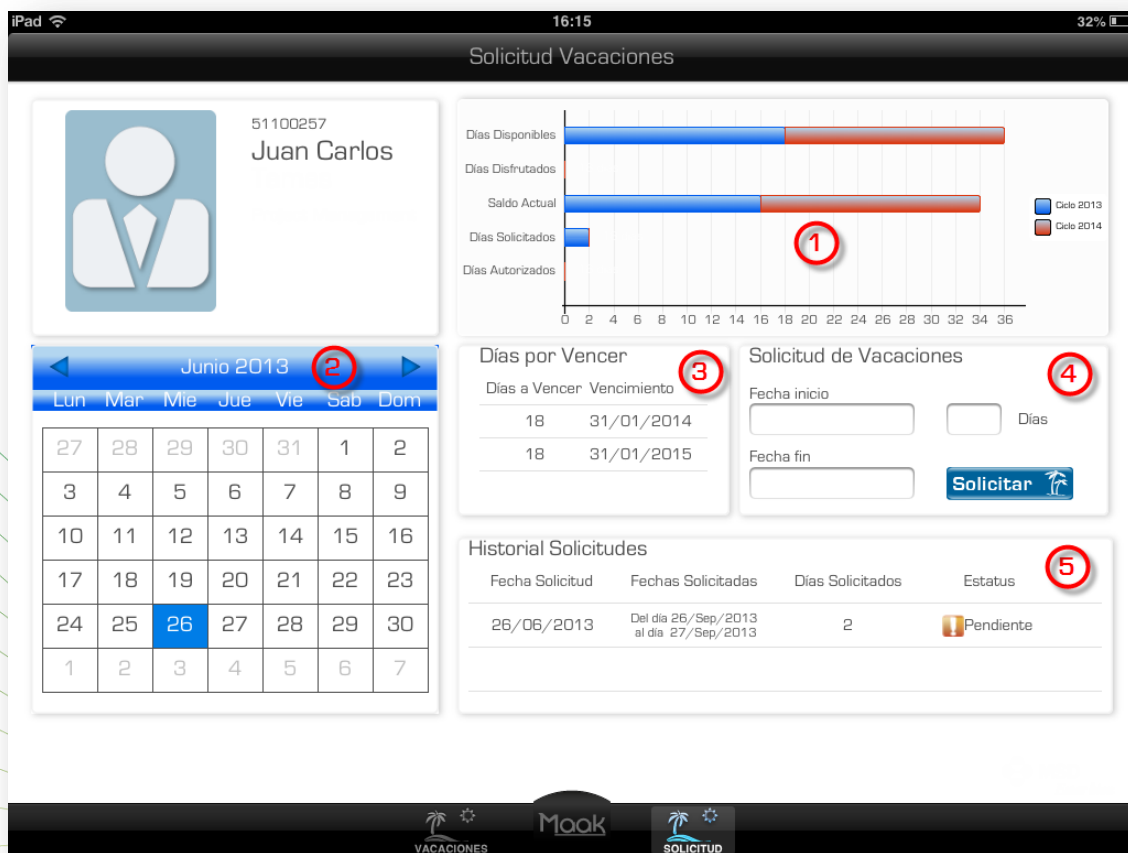 iPad 16:15 32%
Solicitud Vacaciones
51100257
Juan Carlos
Días Disponibles
Días Disfrutados
Saldo Actual
Días Solicitados
Días Autorizados
0 2 4 6 8 10 12 14 16 18 20 22 24 26 28 30 32 34 36
Ciclo 2013
Ciclo 2014
1
Junio 2013 2
Lun Mar Mie Jue Vie Sab Dom
27 28 29 30 31 1 2
3 4 5 6 7 8 9
10 11 12 13 14 15 16
17 18 19 20 21 22 23
24 25 26 27 28 29 30
1 2 3 4 5 6 7
Días por Vencer 3
Días a Vencer Vencimiento
18 31/01/2014
18 31/01/2015
Solicitud de Vacaciones 4
Fecha inicio
Días
Fecha fin
Solicitar
Historial Solicitudes 5
Fecha Solicitud Fechas Solicitadas Días Solicitados Estatus
26/06/2013 Del día 26/Sep/2013 2 Pendiente
al día 27/Sep/2013
VACACIONES Maak SOLICITUD